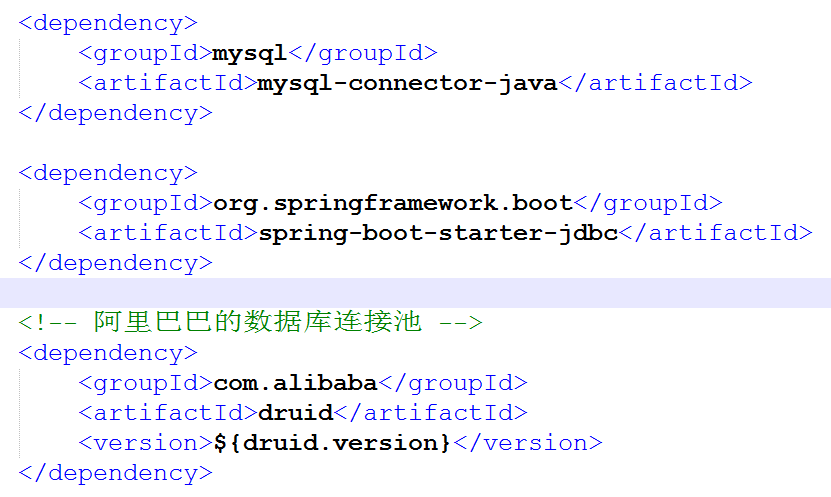 <dependency>
    <groupId>mysql</groupId>
    <artifactId>mysql-connector-java</artifactId>
</dependency>

<dependency>
    <groupId>org.springframework.boot</groupId>
    <artifactId>spring-boot-starter-jdbc</artifactId>
</dependency>

<!-- 阿里巴巴的数据库连接池 -->
<dependency>
    <groupId>com.alibaba</groupId>
    <artifactId>druid</artifactId>
    <version>${druid.version}</version>
</dependency>